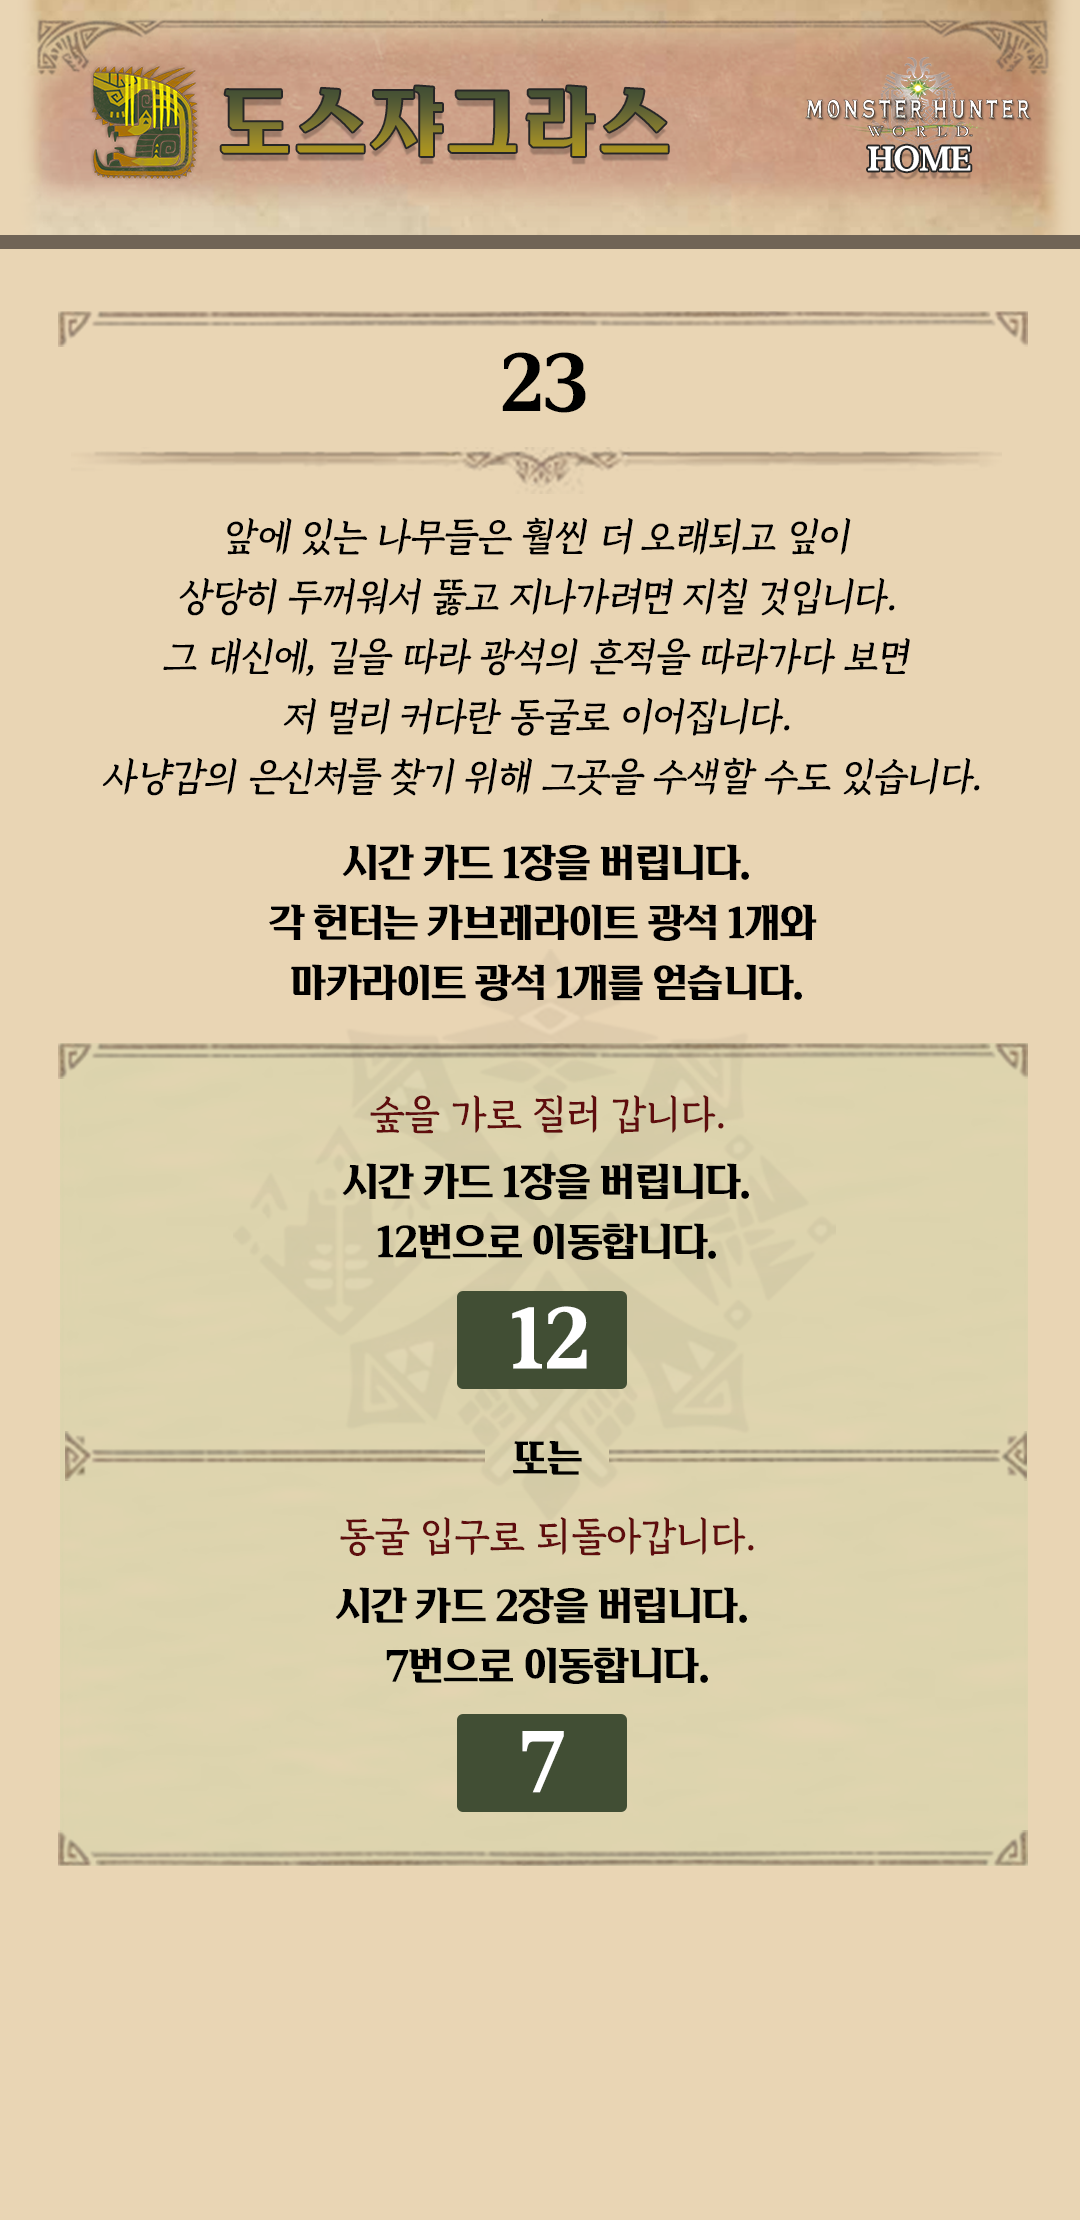 도스쟈그라스
MONSTER HUNTER
WORLD
HOME
23
앞에 있는 나무들은 훨씬 더 오래되고 잎이
상당히 두꺼워서 뚫고 지나가려면 지칠 것입니다.
그 대신에, 길을 따라 광석의 흔적을 따라가다 보면
저 멀리 커다란 동굴로 이어집니다.
사냥감의 은신처를 찾기 위해 그곳을 수색할 수도 있습니다.
시간 카드 1장을 버립니다.
각 헌터는 카브레라이트 광석 1개와
마카라이트 광석 1개를 얻습니다.
숲을 가로 질러 갑니다.
시간 카드 1장을 버립니다.
12번으로 이동합니다.
12
또는
동굴 입구로 되돌아갑니다.
시간 카드 2장을 버립니다.
7번으로 이동합니다.
7